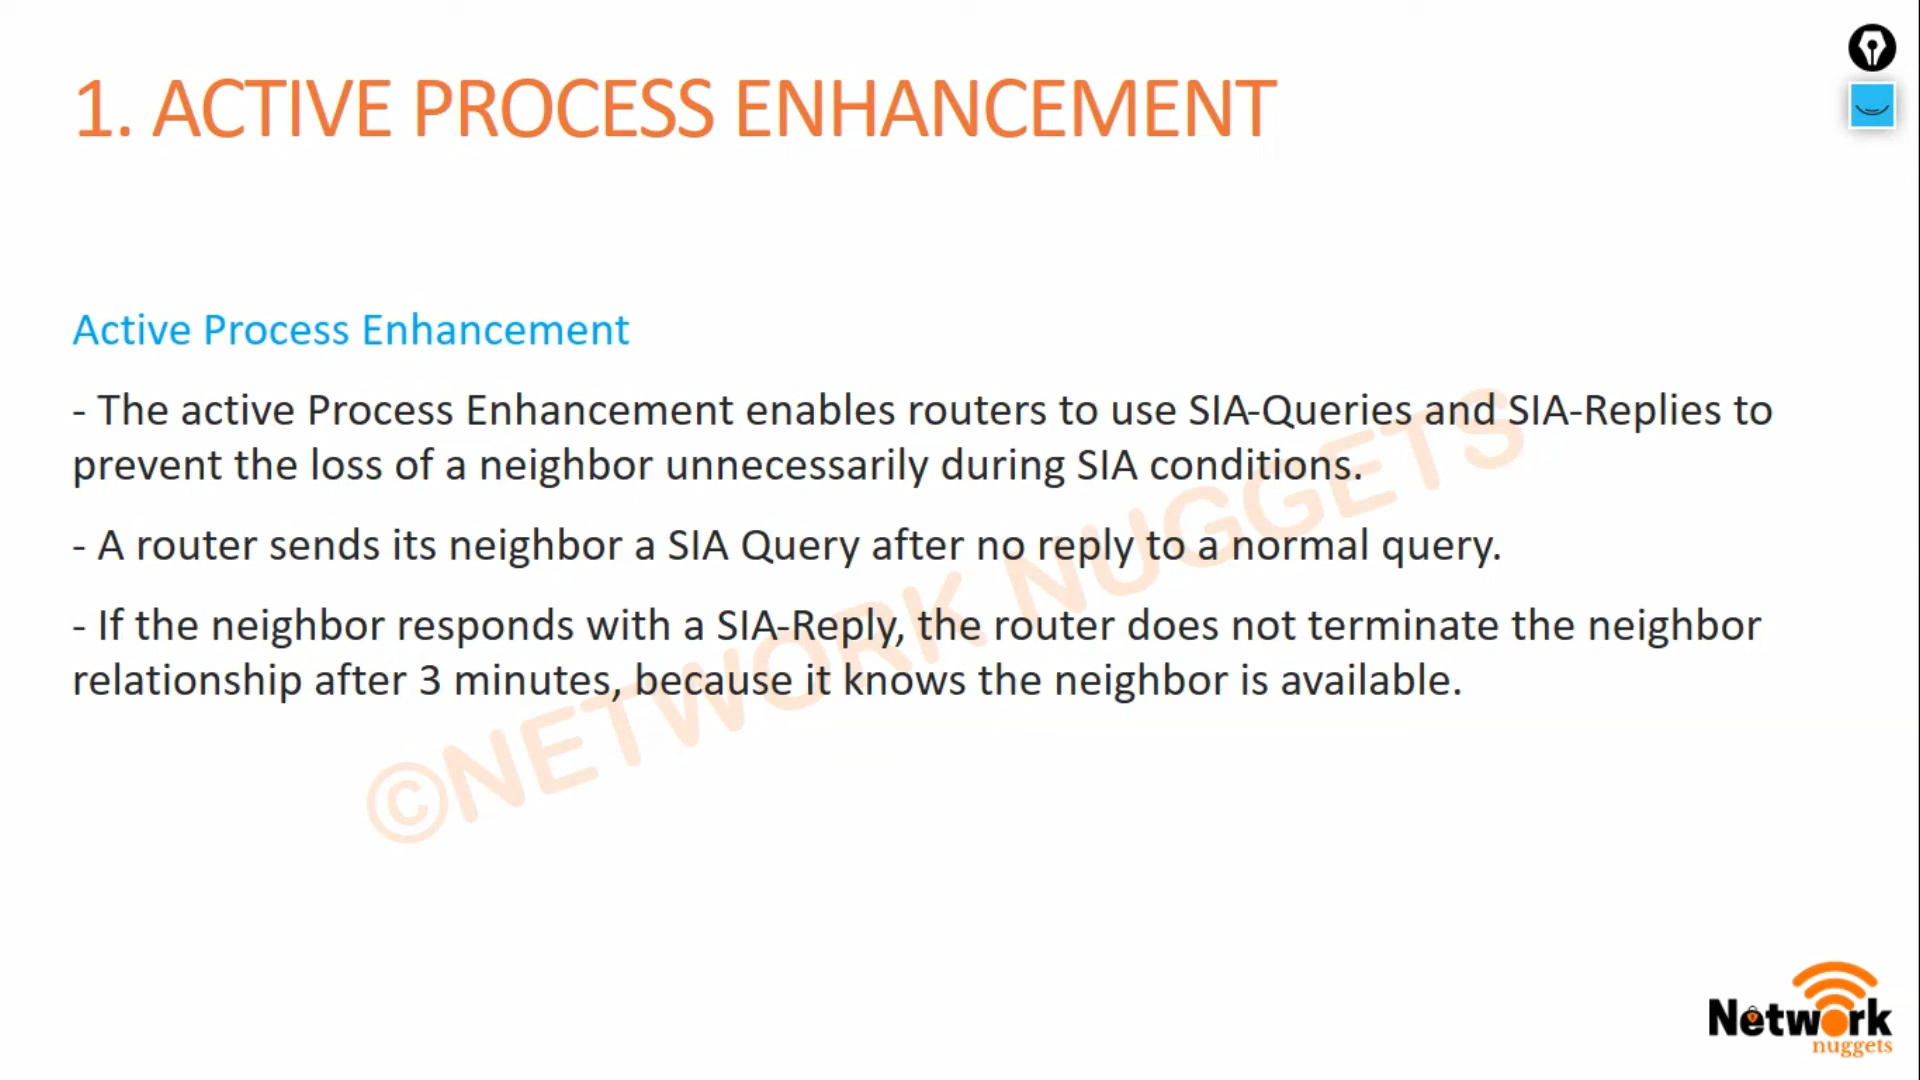 1. ACTIVE PROCESS ENHANCEMENT
Active Process Enhancement
- The active Process Enhancement enables routers to use SIA-Queries and SIA-Replies to
prevent the loss of a neighbor unnecessarily during SIA conditions.
- A router sends its neighbor a SIA Query after no reply to a normal query.
- If the neighbor responds with a SIA-Reply, the router does not terminate the neighbor
relationship after 3 minutes, because it knows the neighbor is available.
©NETWORK NUGGETS
Network
nuggets